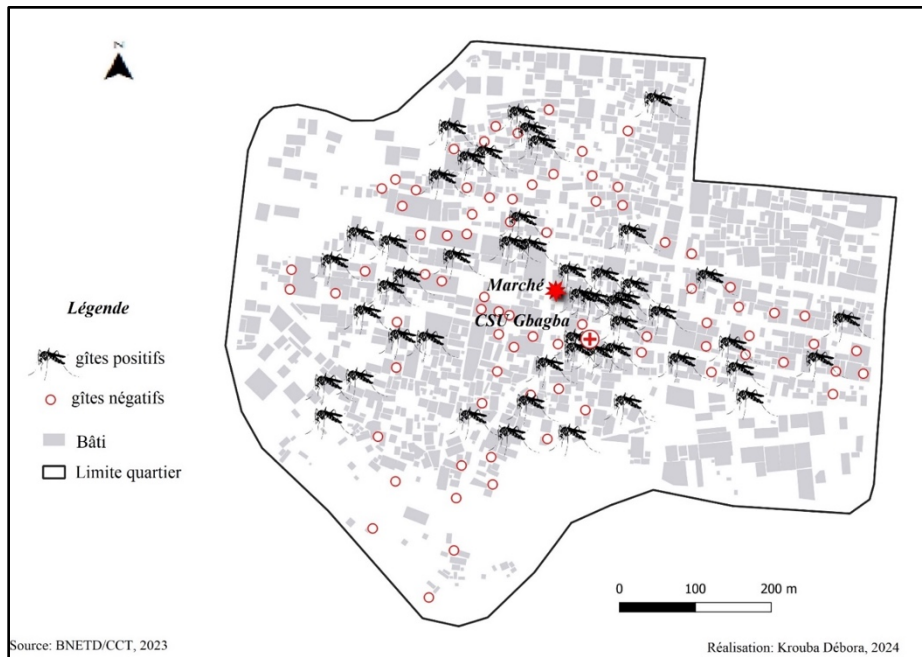 N
Marché
CSU Gbagba
Légende
gîtes positifs
gîtes négatifs
Bâti
Limite quartier
0 100 200 m
Source: BNETD/CCT, 2023
Réalisation: Krouba Débora, 2024